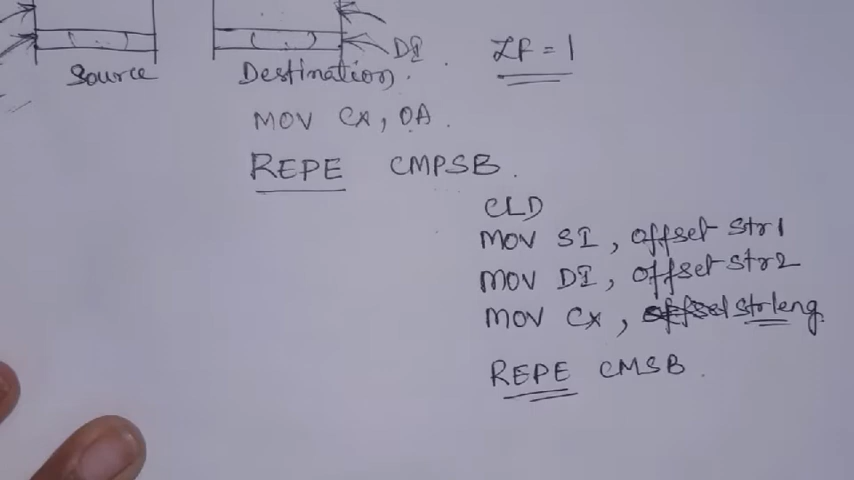 DI
ZF = 1
Source Destination.
MOV CX, 0A.
REPE CMPSB.
CLD
MOV SI, offset str1
MOV DI, offset str2
MOV CX, strleng.
REPE CMSB.